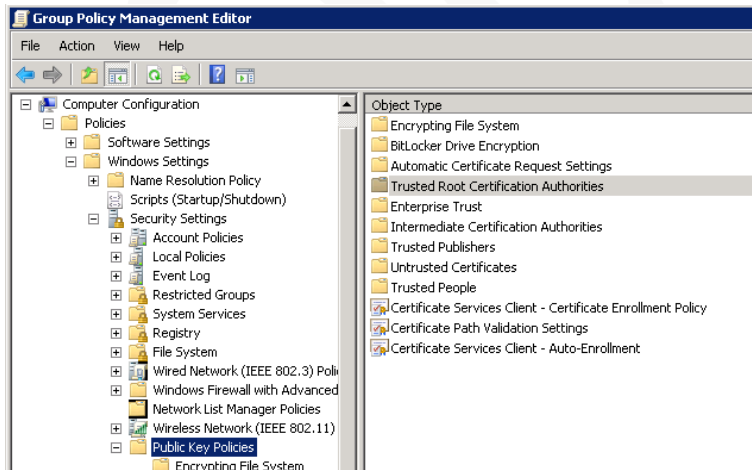 Group Policy Management Editor
File Action View Help
Computer Configuration
Policies
Software Settings
Windows Settings
Name Resolution Policy
Scripts (Startup/Shutdown)
Security Settings
Account Policies
Local Policies
Event Log
Restricted Groups
System Services
Registry
File System
Wired Network (IEEE 802.3) Poli
Windows Firewall with Advanced
Network List Manager Policies
Wireless Network (IEEE 802.11)
Public Key Policies
Encrypting File System
Object Type
Encrypting File System
BitLocker Drive Encryption
Automatic Certificate Request Settings
Trusted Root Certification Authorities
Enterprise Trust
Intermediate Certification Authorities
Trusted Publishers
Untrusted Certificates
Trusted People
Certificate Services Client - Certificate Enrollment Policy
Certificate Path Validation Settings
Certificate Services Client - Auto-Enrollment